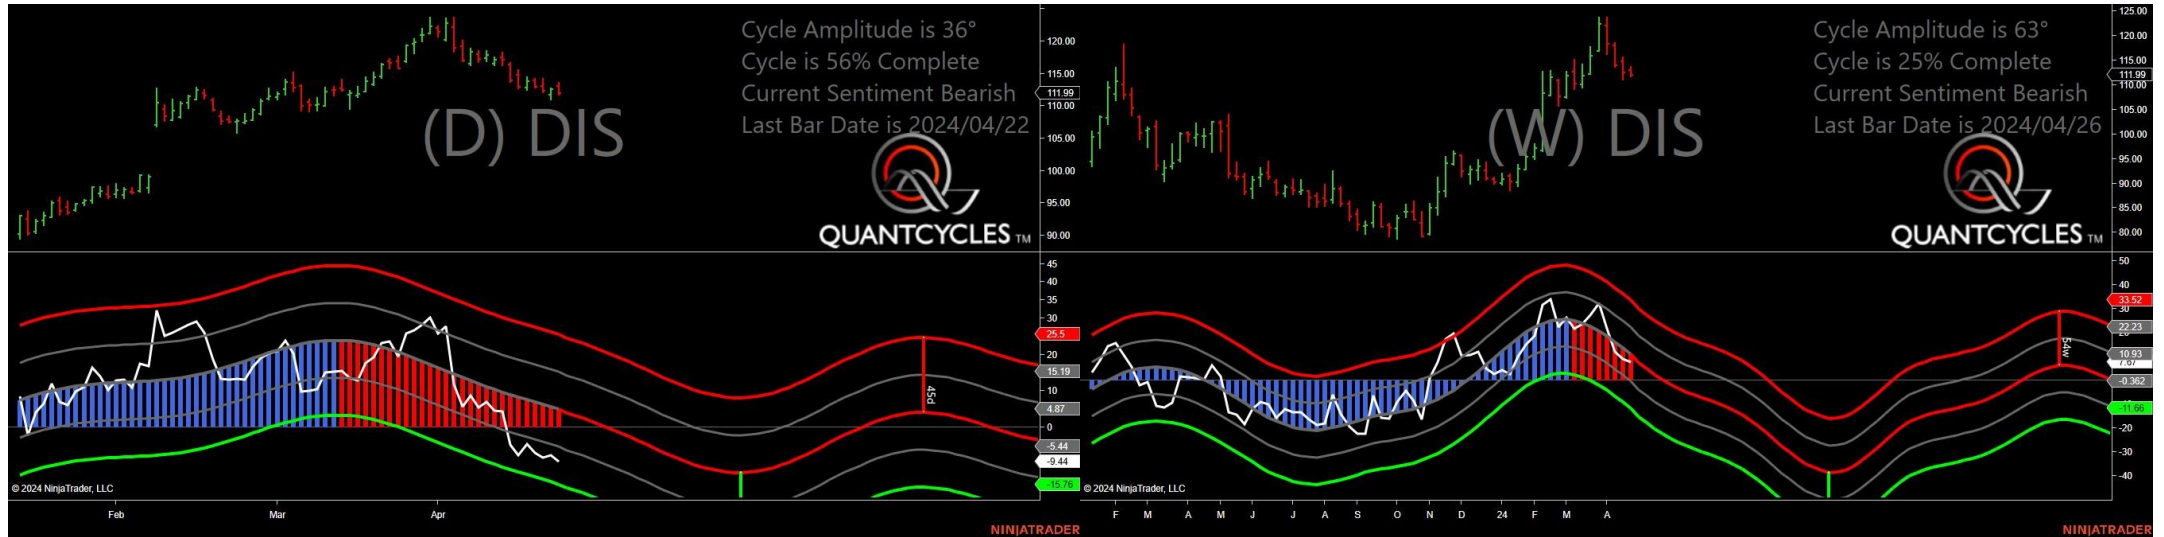 Cycle Amplitude is 36°
Cycle is 56% Complete
Current Sentiment Bearish
Last Bar Date is 2024/04/22
(D) DIS
QUANTCYCLES TM
120.00
115.00
111.99
110.00
105.00
100.00
95.00
90.00
45
40
35
30
25.5
20
15.19
10
4.87
0
-5.44
-9.44
-15.76
45d
© 2024 NinjaTrader, LLC
Feb Mar Apr
NINJATRADER
Cycle Amplitude is 63°
Cycle is 25% Complete
Current Sentiment Bearish
Last Bar Date is 2024/04/26
(W) DIS
QUANTCYCLES TM
125.00
120.00
115.00
111.99
110.00
105.00
100.00
95.00
90.00
85.00
80.00
50
40
33.52
30
22.23
10.93
-0.362
-11.66
-20
-30
-40
54w
© 2024 NinjaTrader, LLC
F M A M J J A S O N D 24 F M A
NINJATRADER